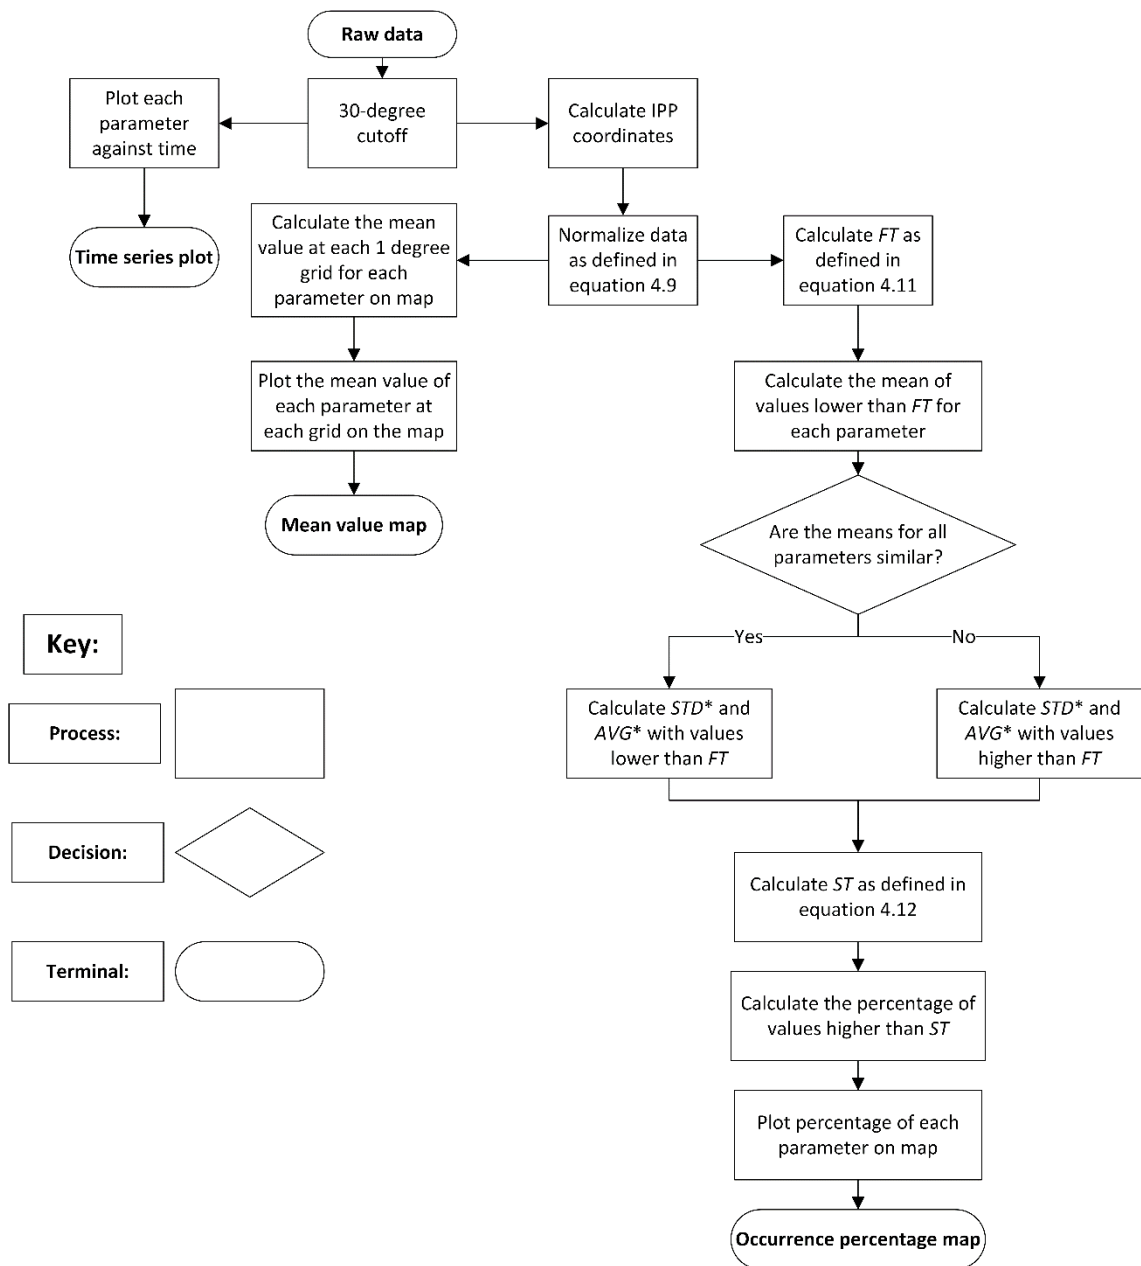 Raw data
Plot each
parameter
against time
30-degree
cutoff
Calculate IPP
coordinates
Time series plot
Calculate the mean
value at each 1 degree
grid for each
parameter on map
Normalize data
as defined in
equation 4.9
Calculate FT as
defined in
equation 4.11
Plot the mean value of
each parameter at
each grid on the map
Calculate the mean of
values lower than FT for
each parameter
Mean value map
Are the means for all
parameters similar?
Yes
No
Calculate STD* and
AVG* with values
lower than FT
Calculate STD* and
AVG* with values
higher than FT
Calculate ST as defined in
equation 4.12
Calculate the percentage of
values higher than ST
Plot percentage of each
parameter on map
Occurrence percentage map
Key:
Process:
Decision:
Terminal: